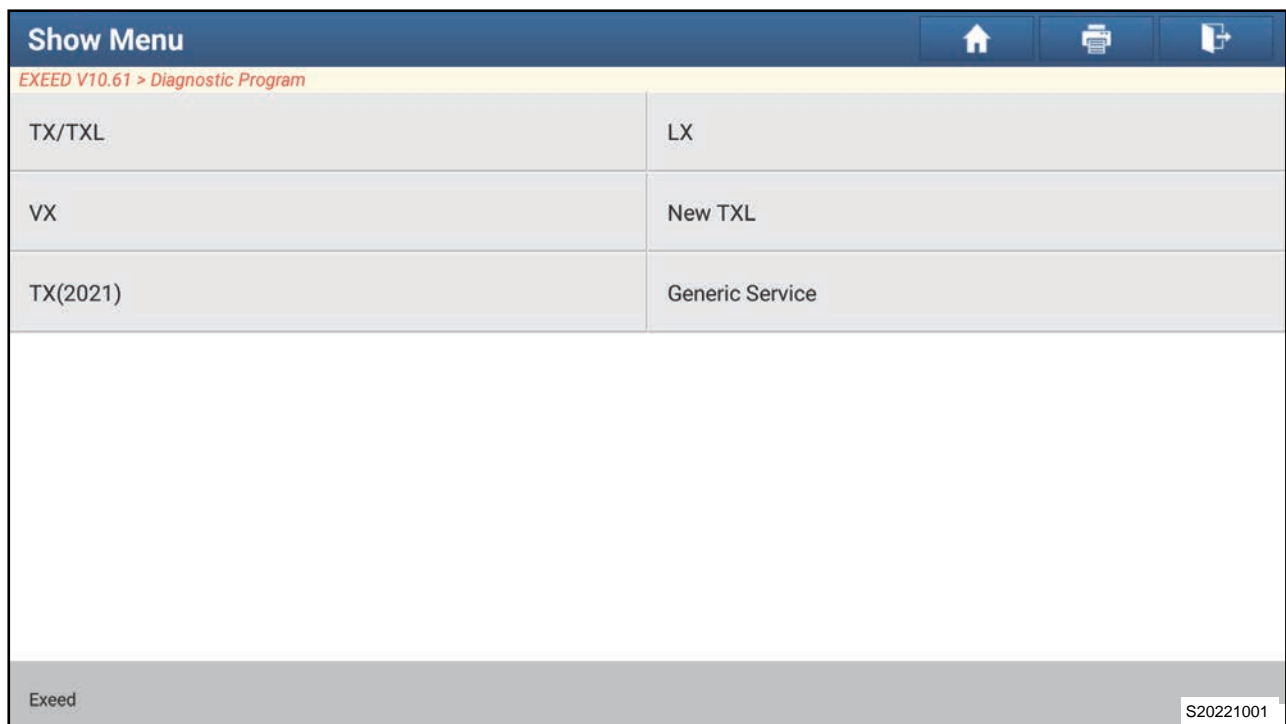 Show Menu
EXEED V10.61 > Diagnostic Program
TX/TXL
LX
VX
New TXL
TX(2021)
Generic Service
Exeed
S20221001